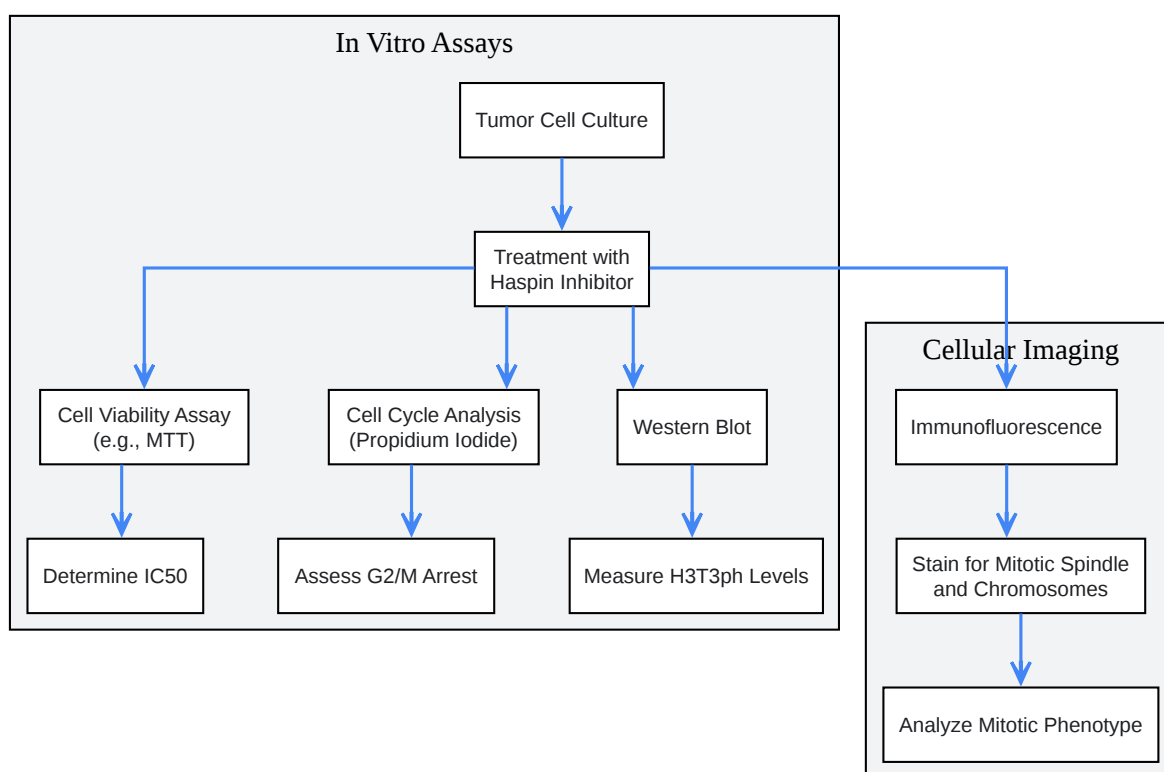 In Vitro Assays
Tumor Cell Culture
Treatment with
Haspin Inhibitor
Cellular Imaging
Cell Viability Assay
(e.g., MTT)
Cell Cycle Analysis
(Propidium Iodide)
Western Blot
Immunofluorescence
Determine IC50
Assess G2/M Arrest
Measure H3T3ph Levels
Stain for Mitotic Spindle
and Chromosomes
Analyze Mitotic Phenotype